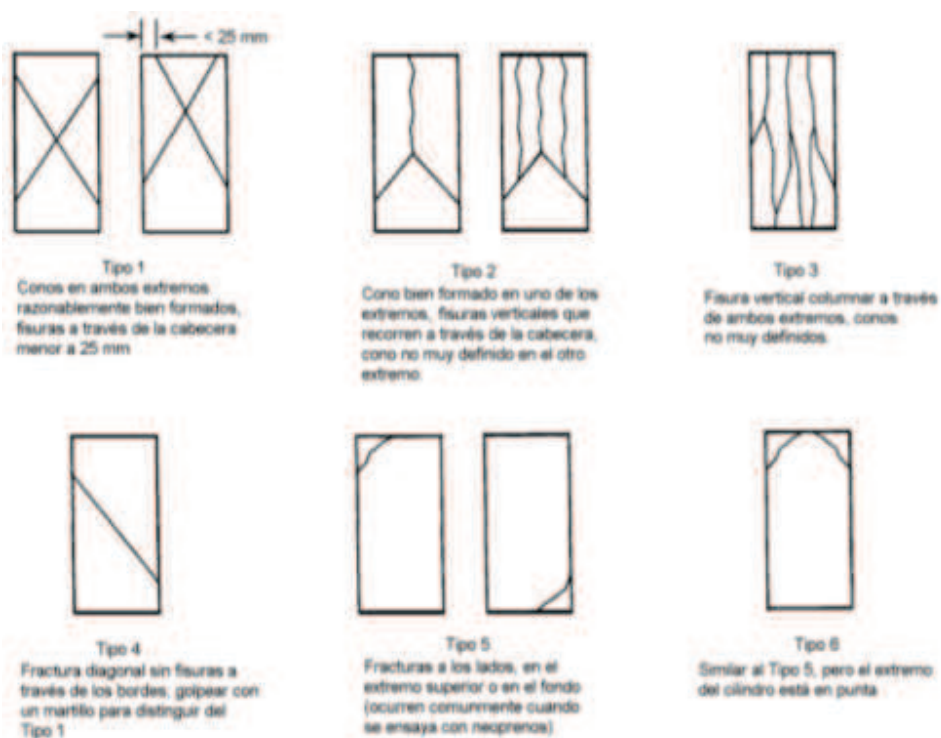 < 25 mm
Tipo 1
Conos en ambos extremos
razonablemente bien formados,
fisuras a través de la cabecera
menor a 25 mm
Tipo 2
Cono bien formado en uno de los
extremos, fisuras verticales que
recorren a través de la cabecera,
cono no muy definido en el otro
extremo.
Tipo 3
Fisura vertical columnar a través
de ambos extremos, conos
no muy definidos.
Tipo 4
Fractura diagonal sin fisuras a
través de los bordes, golpear con
un martillo para distinguir del
Tipo 1
Tipo 5
Fracturas a los lados, en el
extremo superior o en el fondo
(ocurren comunmente cuando
se ensaya con neoprenos)
Tipo 6
Similar al Tipo 5, pero el extremo
del cilindro está en punta